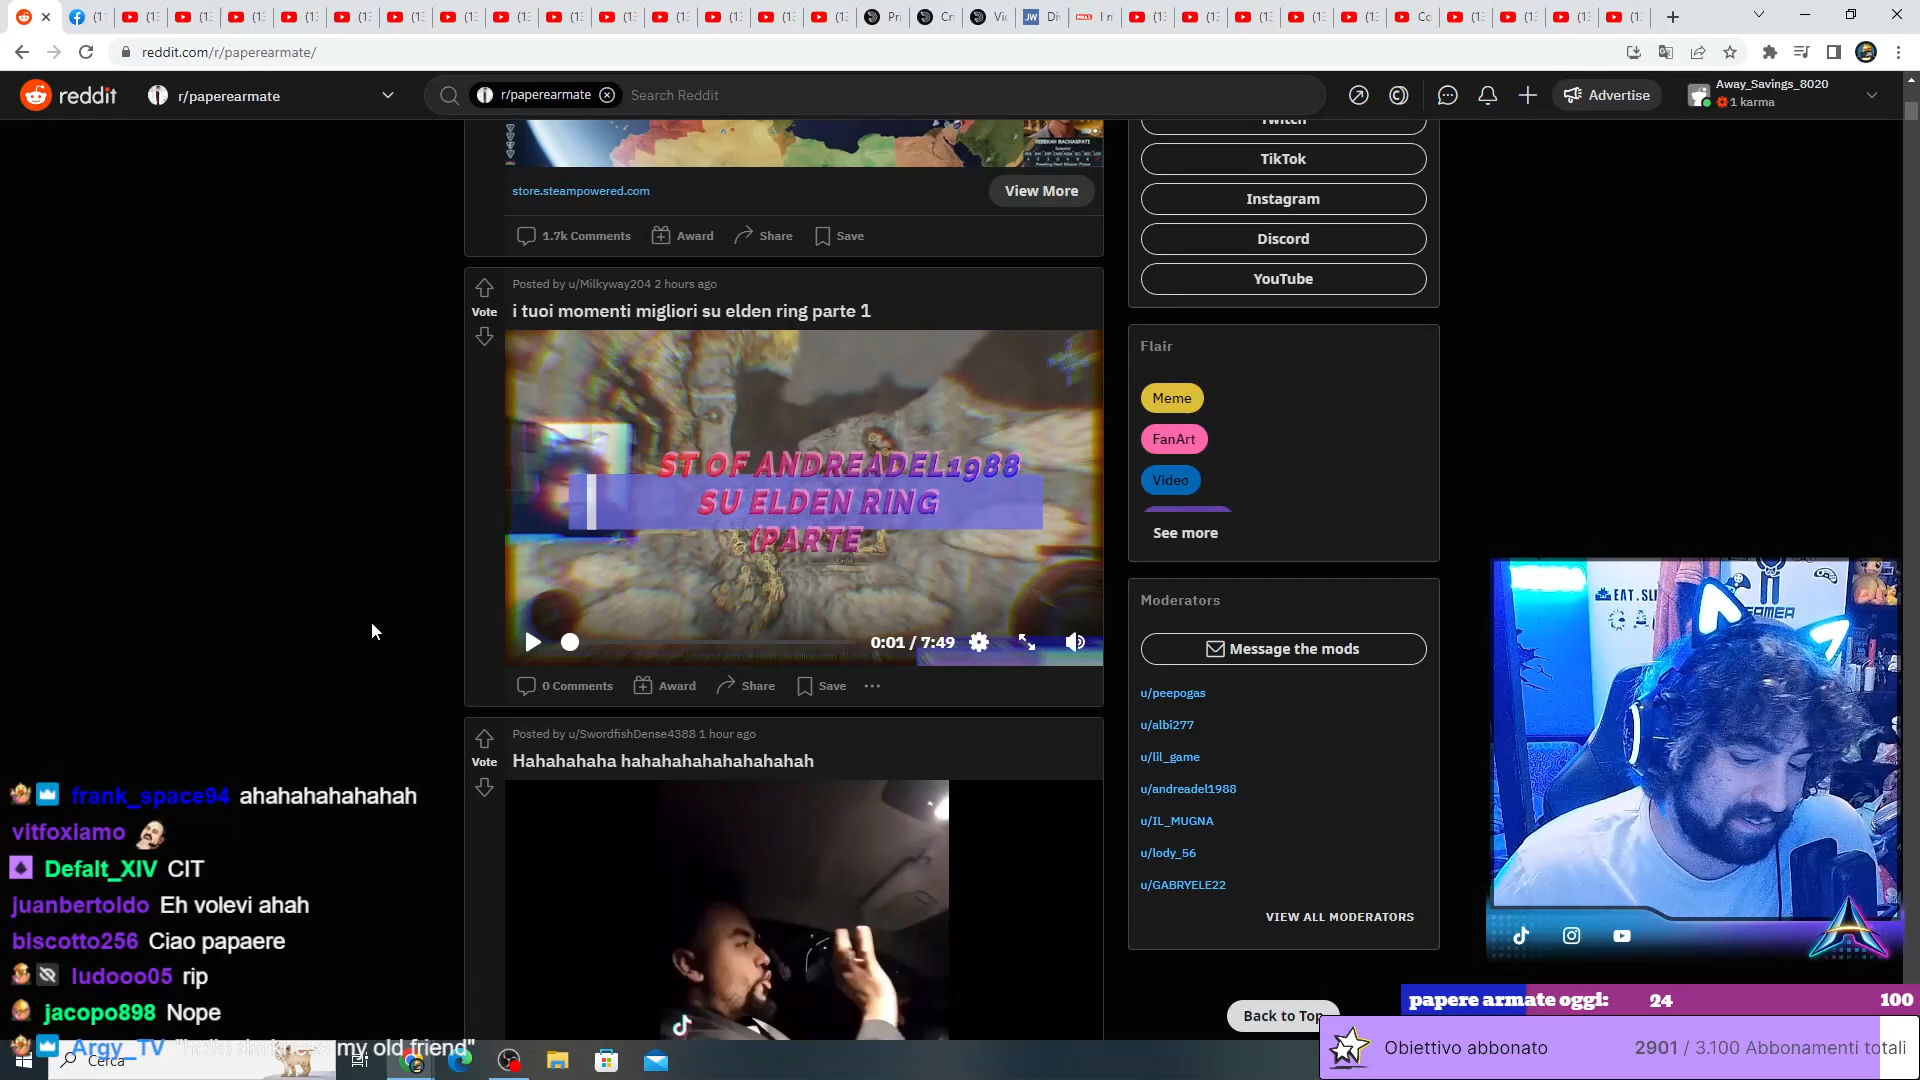 reddit.com/r/paperearmate/
reddit
r/paperearmate
r/paperearmate
Search Reddit
Advertise
Away_Savings_8020
1 karma
store.steampowered.com
View More
1.7k Comments
Award
Share
Save
Posted by u/Milkyway204 2 hours ago
i tuoi momenti migliori su elden ring parte 1
Vote
ST OF ANDREADEL1988
SU ELDEN RING
(PARTE
0:01 / 7:49
0 Comments
Award
Share
Save
Posted by u/SwordfishDense4388 1 hour ago
Hahahahaha hahahahahahahahahah
Vote
Twitch
TikTok
Instagram
Discord
YouTube
Flair
Meme
FanArt
Video
See more
Moderators
Message the mods
u/peepogas
u/albi277
u/lil_game
u/andreadel1988
u/IL_MUGNA
u/lody_56
u/GABRYELE22
VIEW ALL MODERATORS
Back to Top
frank_space94 ahahahahahahah
vitfoxiamo
Defalt_XIV CIT
juanbertoldo Eh volevi ahah
biscotto256 Ciao papaere
ludooo05 rip
jacopo898 Nope
Argy_TV "hello darkness my old friend"
Cerca
GAMER
papere armate oggi: 24 100
Obiettivo abbonato 2901 / 3.100 Abbonamenti totali